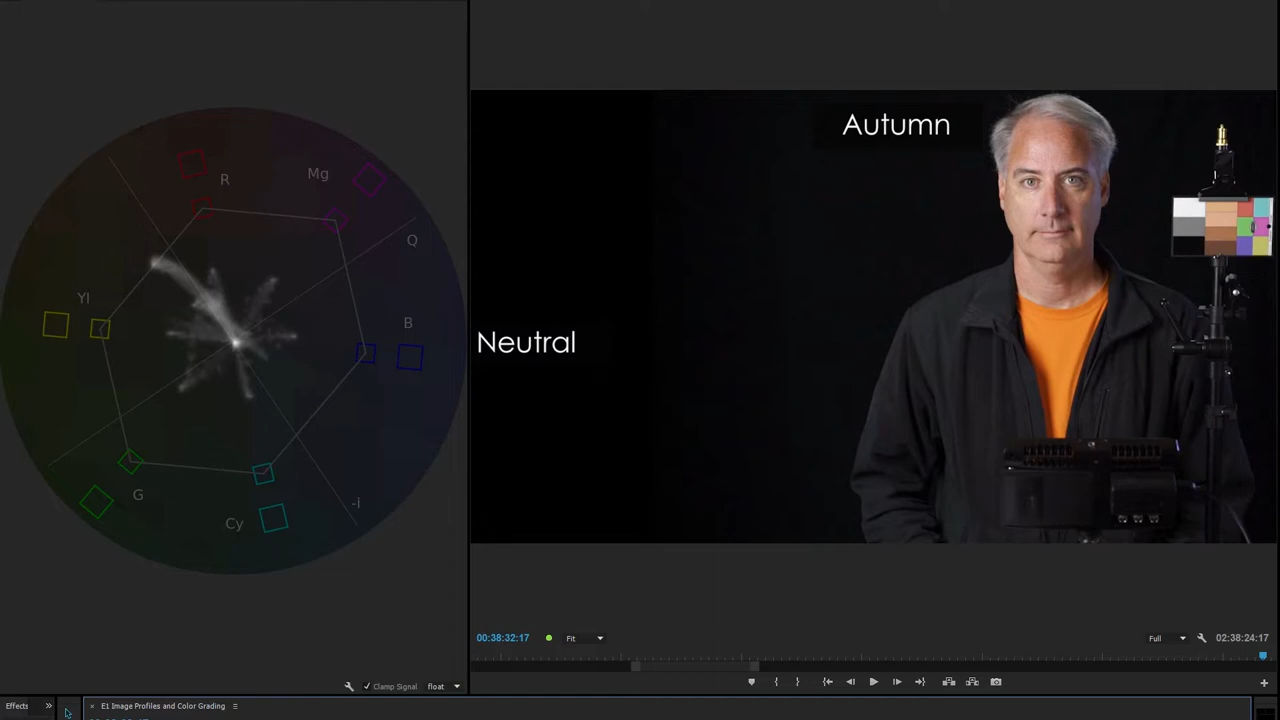 R
Mg
Q
Yl
B
G
Cy
-i
Clamp Signal
float
Autumn
Neutral
00:38:32:17
Fit
Full
02:38:24:17
Effects
E1 Image Profiles and Color Grading